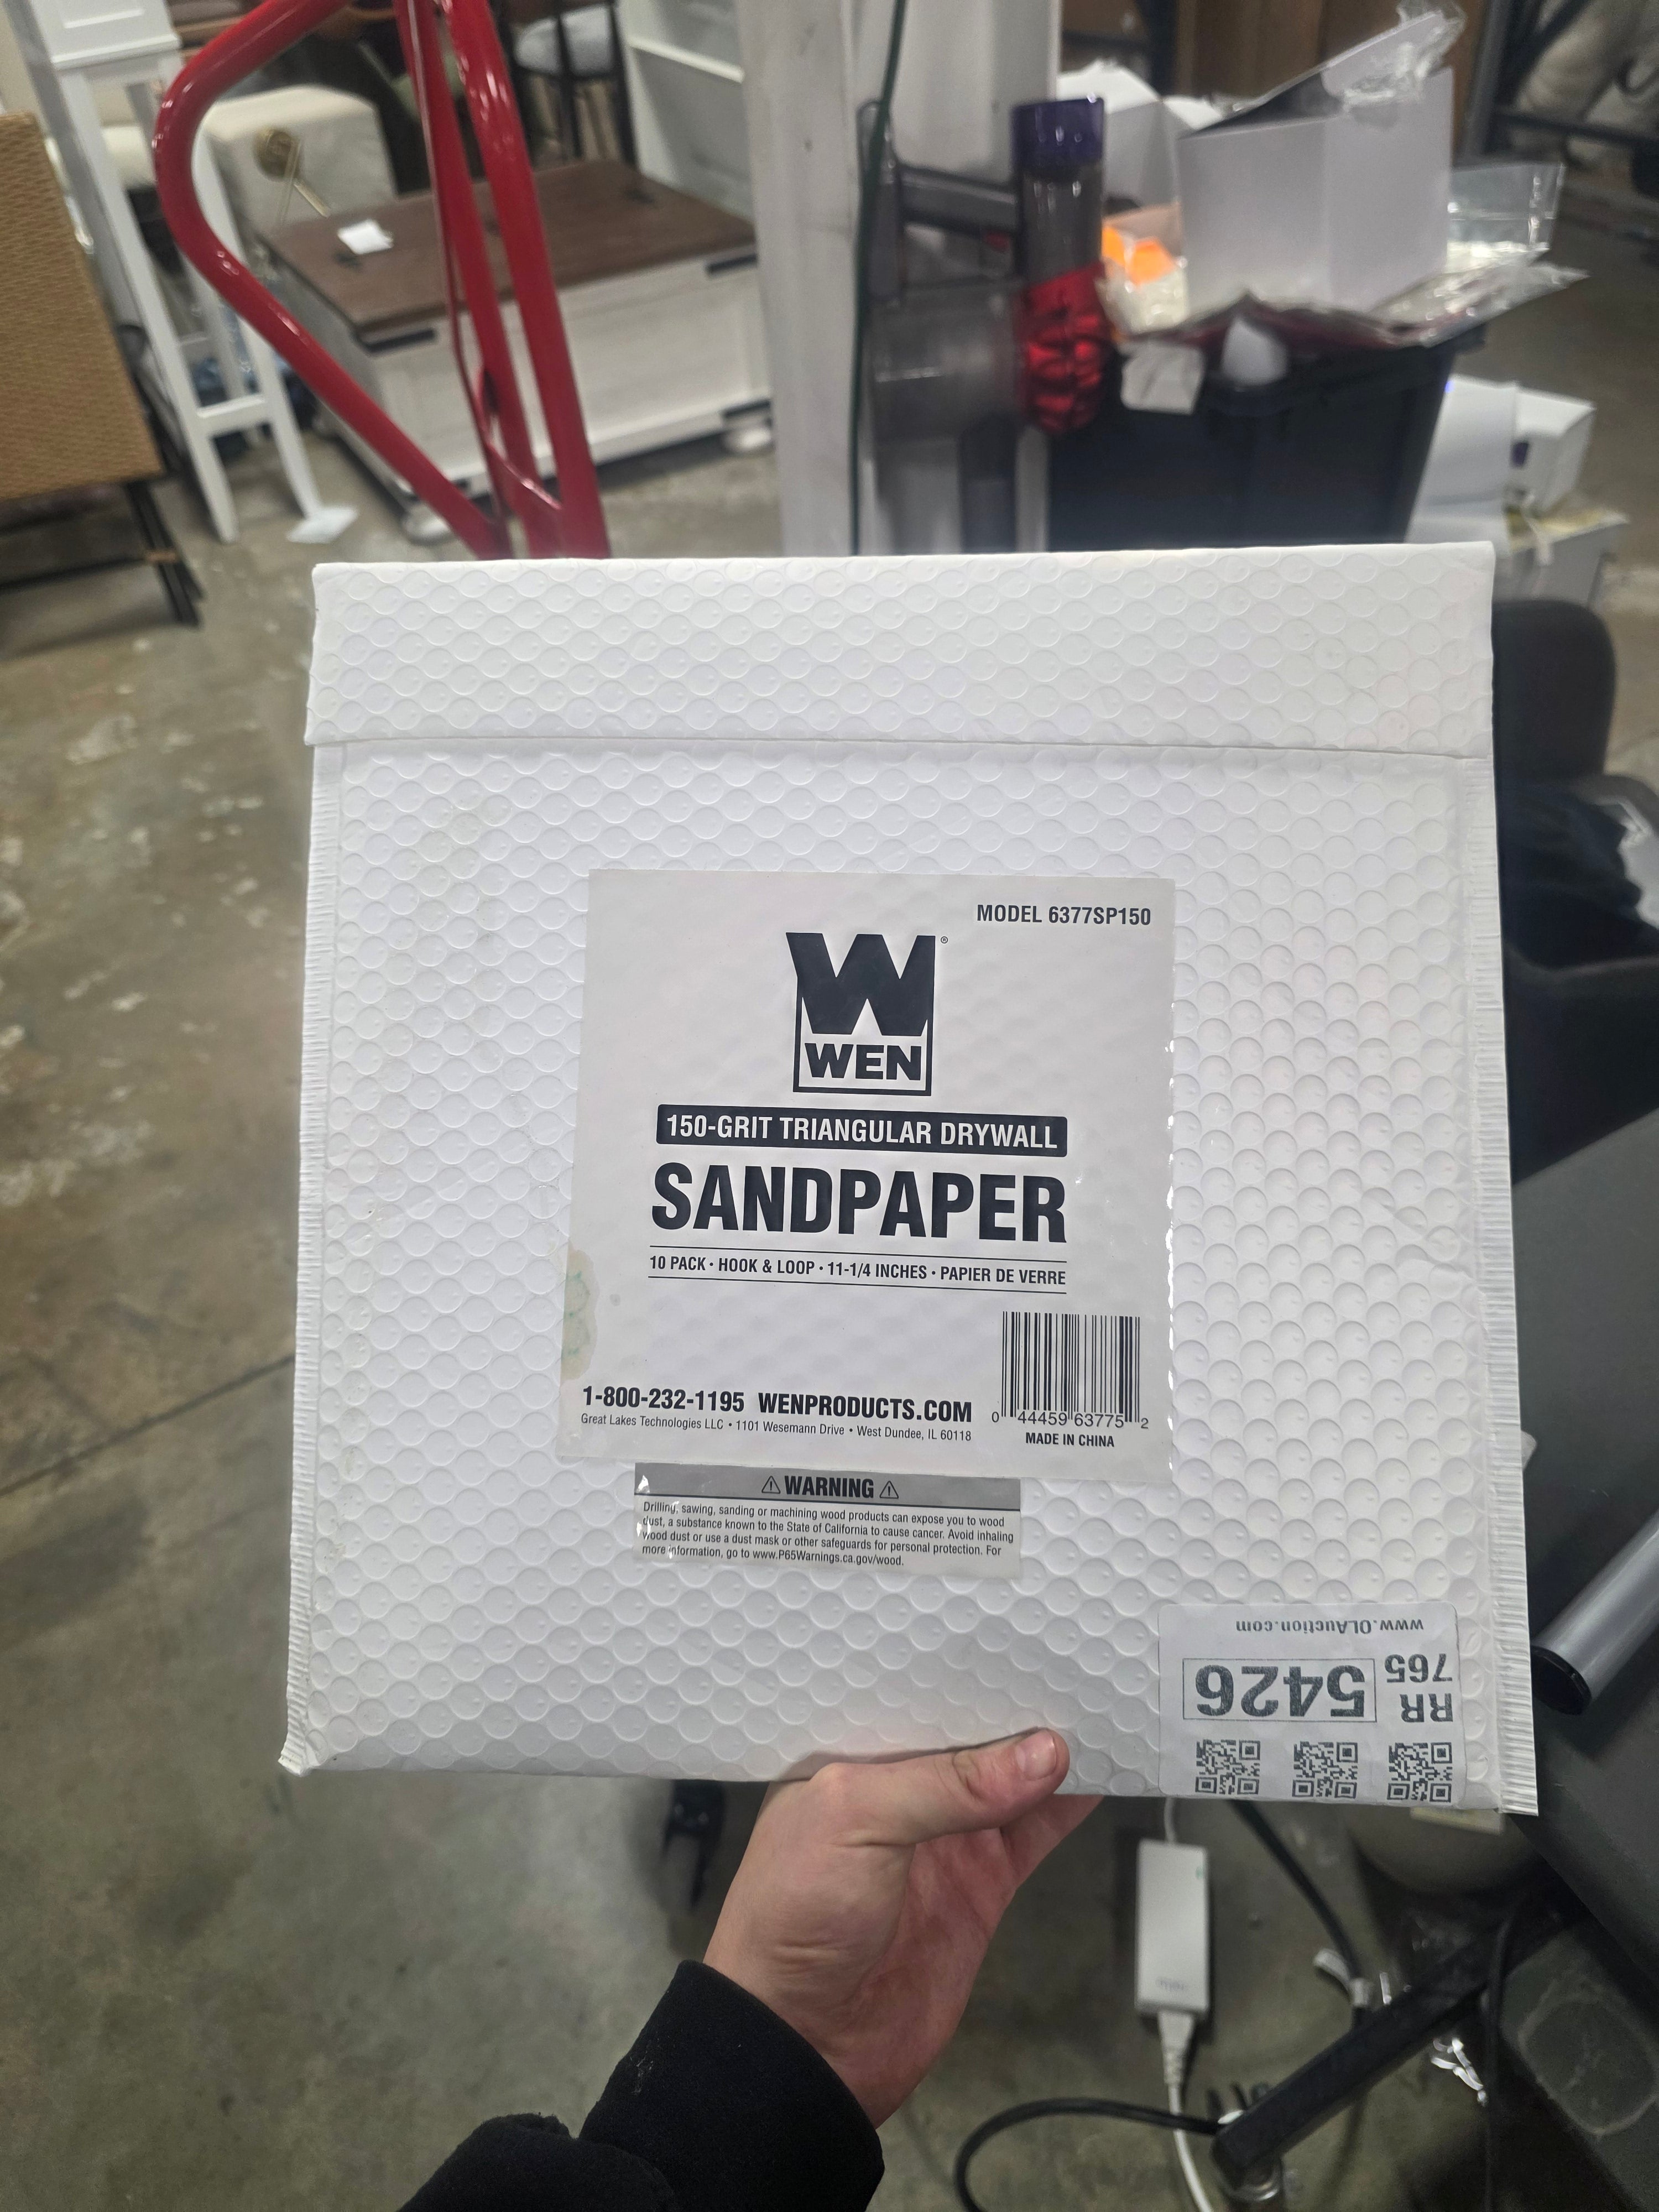 MODEL 6377SP150
W®
WEN
150-GRIT TRIANGULAR DRYWALL
SANDPAPER
10 PACK · HOOK & LOOP · 11-1/4 INCHES · PAPIER DE VERRE
1-800-232-1195 WENPRODUCTS.COM
Great Lakes Technologies LLC • 1101 Wesemann Drive • West Dundee, IL 60118
0 44459 63775 2
MADE IN CHINA
⚠ WARNING ⚠
Drilling, sawing, sanding or machining wood products can expose you to wood
dust, a substance known to the State of California to cause cancer. Avoid inhaling
wood dust or use a dust mask or other safeguards for personal protection. For
more information, go to www.P65Warnings.ca.gov/wood.
www.OLAuction.com
RR
765
5426